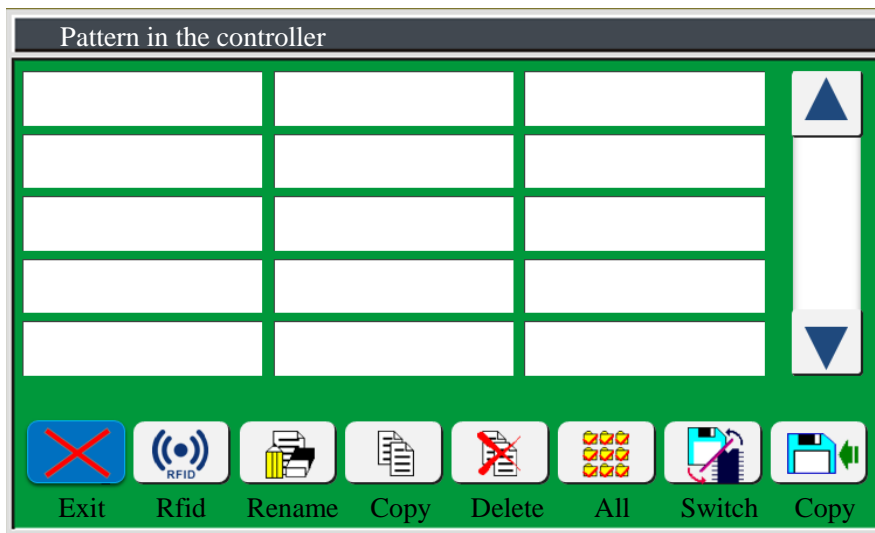 Pattern in the controller
RFID
Exit Rfid Rename Copy Delete All Switch Copy